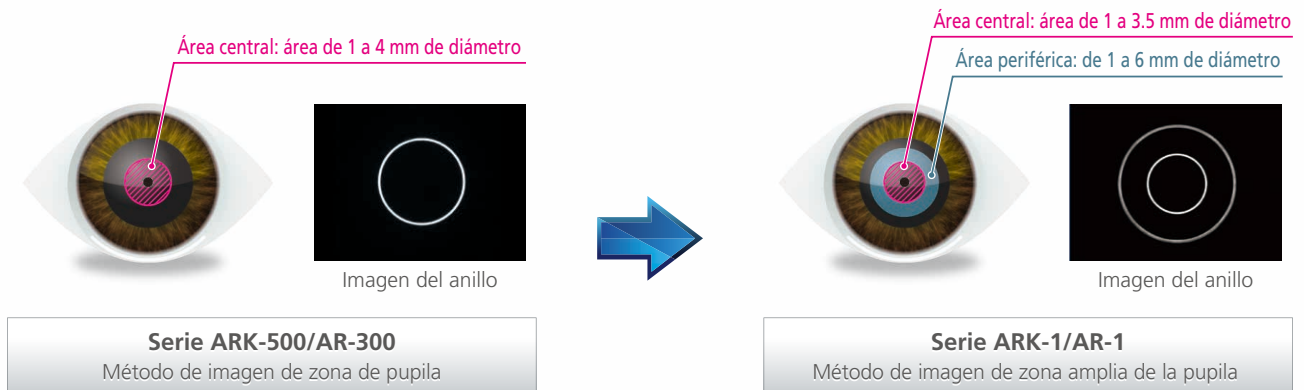 Área central: área de 1 a 4 mm de diámetro
Imagen del anillo
Serie ARK-500/AR-300
Método de imagen de zona de pupila
Área central: área de 1 a 3.5 mm de diámetro
Área periférica: de 1 a 6 mm de diámetro
Imagen del anillo
Serie ARK-1/AR-1
Método de imagen de zona amplia de la pupila